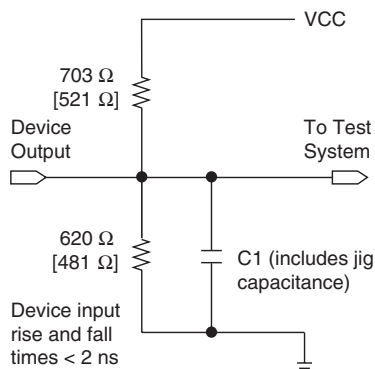 VCC
703 Ω
[521 Ω]
Device
Output
To Test
System
620 Ω
[481 Ω]
C1 (includes jig
capacitance)
Device input
rise and fall
times < 2 ns